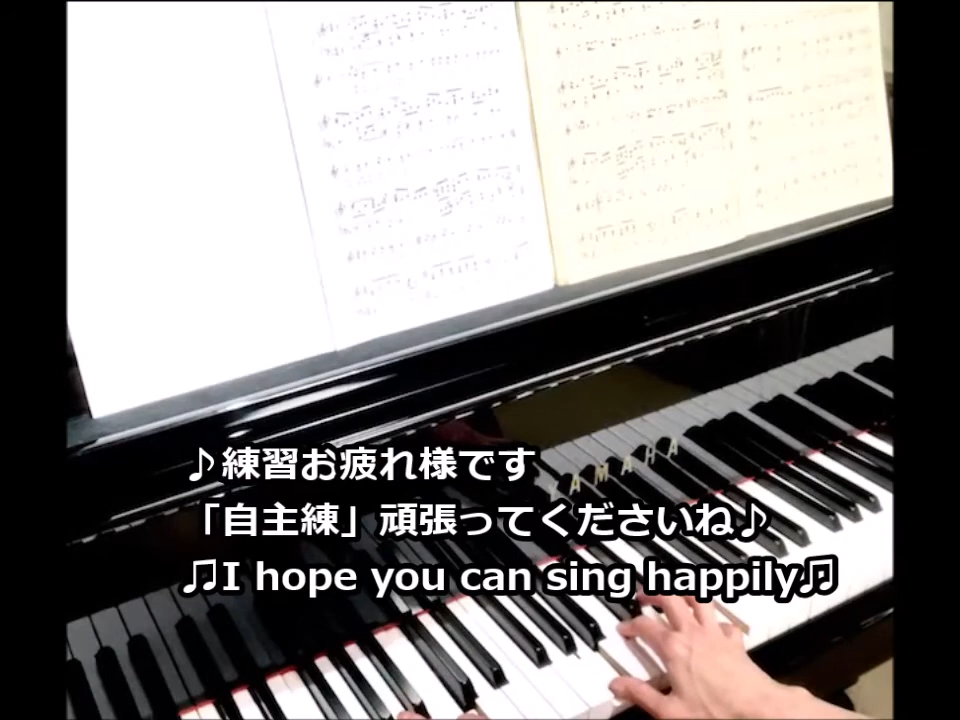 YAMAHA
♪練習お疲れ様です
「自主練」頑張ってくださいね♪
♫I hope you can sing happily♫